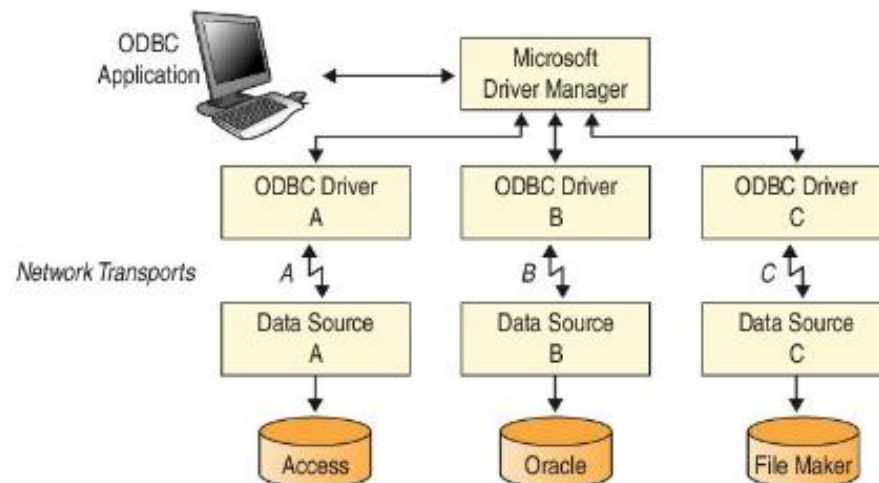 ODBC
Application
Microsoft
Driver Manager
ODBC Driver
A
ODBC Driver
B
ODBC Driver
C
Network Transports
A
B
C
Data Source
A
Data Source
B
Data Source
C
Access
Oracle
File Maker